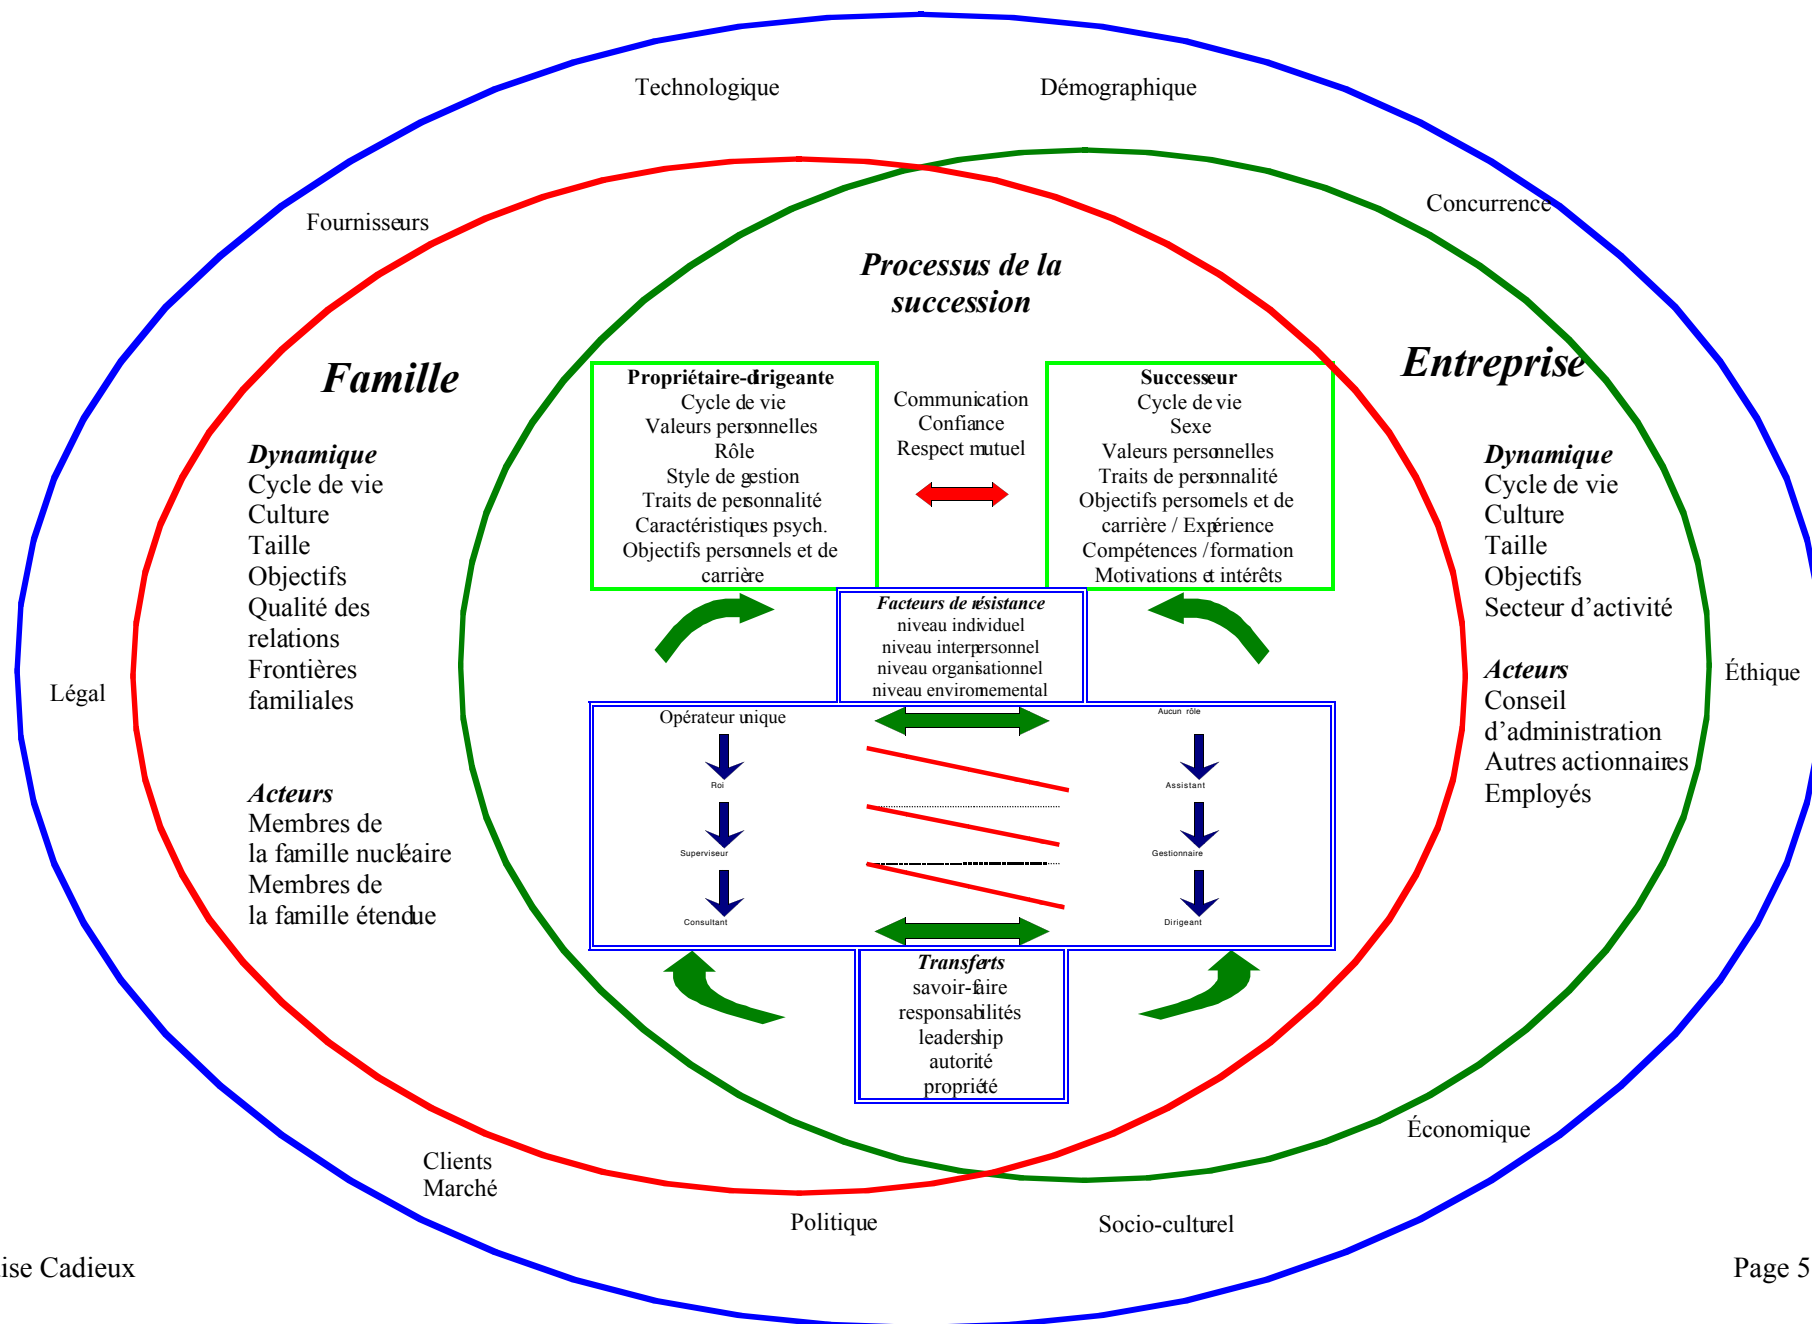 Technologique
Démographique
Fournisseurs
Concurrence
Processus de la
succession
Famille
Entreprise
Propriétaire-dirigeante
Cycle de vie
Valeurs personnelles
Rôle
Style de gestion
Traits de personnalité
Caractéristiques psych.
Objectifs personnels et de
carrière
Communication
Confiance
Respect mutuel
Successeur
Cycle de vie
Sexe
Valeurs personnelles
Traits de personnalité
Objectifs personnels et de
carrière / Expérience
Compétences / formation
Motivations et intérêts
Dynamique
Cycle de vie
Culture
Taille
Objectifs
Qualité des
relations
Frontières
familiales
Acteurs
Membres de
la famille nucléaire
Membres de
la famille étendue
Dynamique
Cycle de vie
Culture
Taille
Objectifs
Secteur d’activité
Acteurs
Conseil
d’administration
Autres actionnaires
Employés
Légal
Éthique
Facteurs de résistance
niveau individuel
niveau interpersonnel
niveau organisationnel
niveau environnemental
Opérateur unique
Roi
Superviseur
Consultant
Aucun rôle
Assistant
Gestionnaire
Dirigeant
Transferts
savoir-faire
responsabilités
leadership
autorité
propriété
Économique
Clients
Marché
Politique
Socio-culturel
ise Cadieux
Page 5